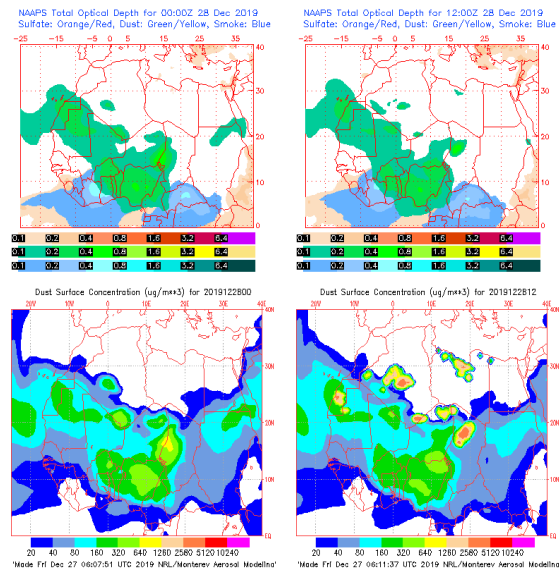 NAAPS Total Optical Depth for 00:00Z 28 Dec 2019
Sulfate: Orange/Red, Dust: Green/Yellow, Smoke: Blue
-25 -15 -5 0 5 15 25 35
40
30
20
10
0
0.1 0.2 0.4 0.8 1.6 3.2 6.4
0.1 0.2 0.4 0.8 1.6 3.2 6.4
0.1 0.2 0.4 0.8 1.6 3.2 6.4
NAAPS Total Optical Depth for 12:00Z 28 Dec 2019
Sulfate: Orange/Red, Dust: Green/Yellow, Smoke: Blue
-25 -15 -5 0 5 15 25 35
40
30
20
10
0
0.1 0.2 0.4 0.8 1.6 3.2 6.4
0.1 0.2 0.4 0.8 1.6 3.2 6.4
0.1 0.2 0.4 0.8 1.6 3.2 6.4
Dust Surface Concentration (ug/m**3) for 2019122800
20W 10W 0 10E 20E 30E 40E
40N
30N
20N
10N
EQ
20 40 80 160 320 640 1280 2560 5120 10240
'Made Fri Dec 27 06:07:51 UTC 2019 NRL/Monterey Aerosol Modeling'
Dust Surface Concentration (ug/m**3) for 2019122812
20W 10W 0 10E 20E 30E 40E
40N
30N
20N
10N
EQ
20 40 80 160 320 640 1280 2560 5120 10240
'Made Fri Dec 27 06:11:37 UTC 2019 NRL/Monterey Aerosol Modeling'